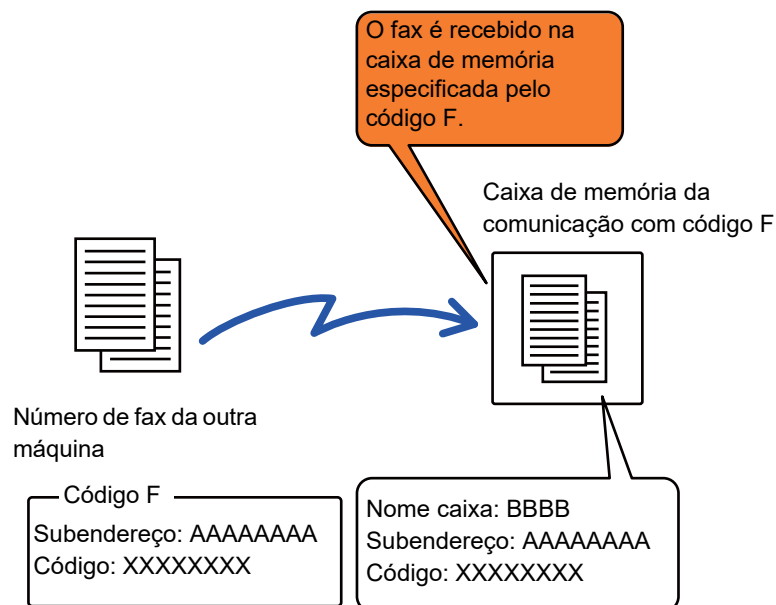 O fax é recebido na
caixa de memória
especificada pelo
código F.
Caixa de memória da
comunicação com código F
Número de fax da outra
máquina
Código F
Subendereço: AAAAAAAA
Código: XXXXXXXX
Nome caixa: BBBB
Subendereço: AAAAAAAA
Código: XXXXXXXX